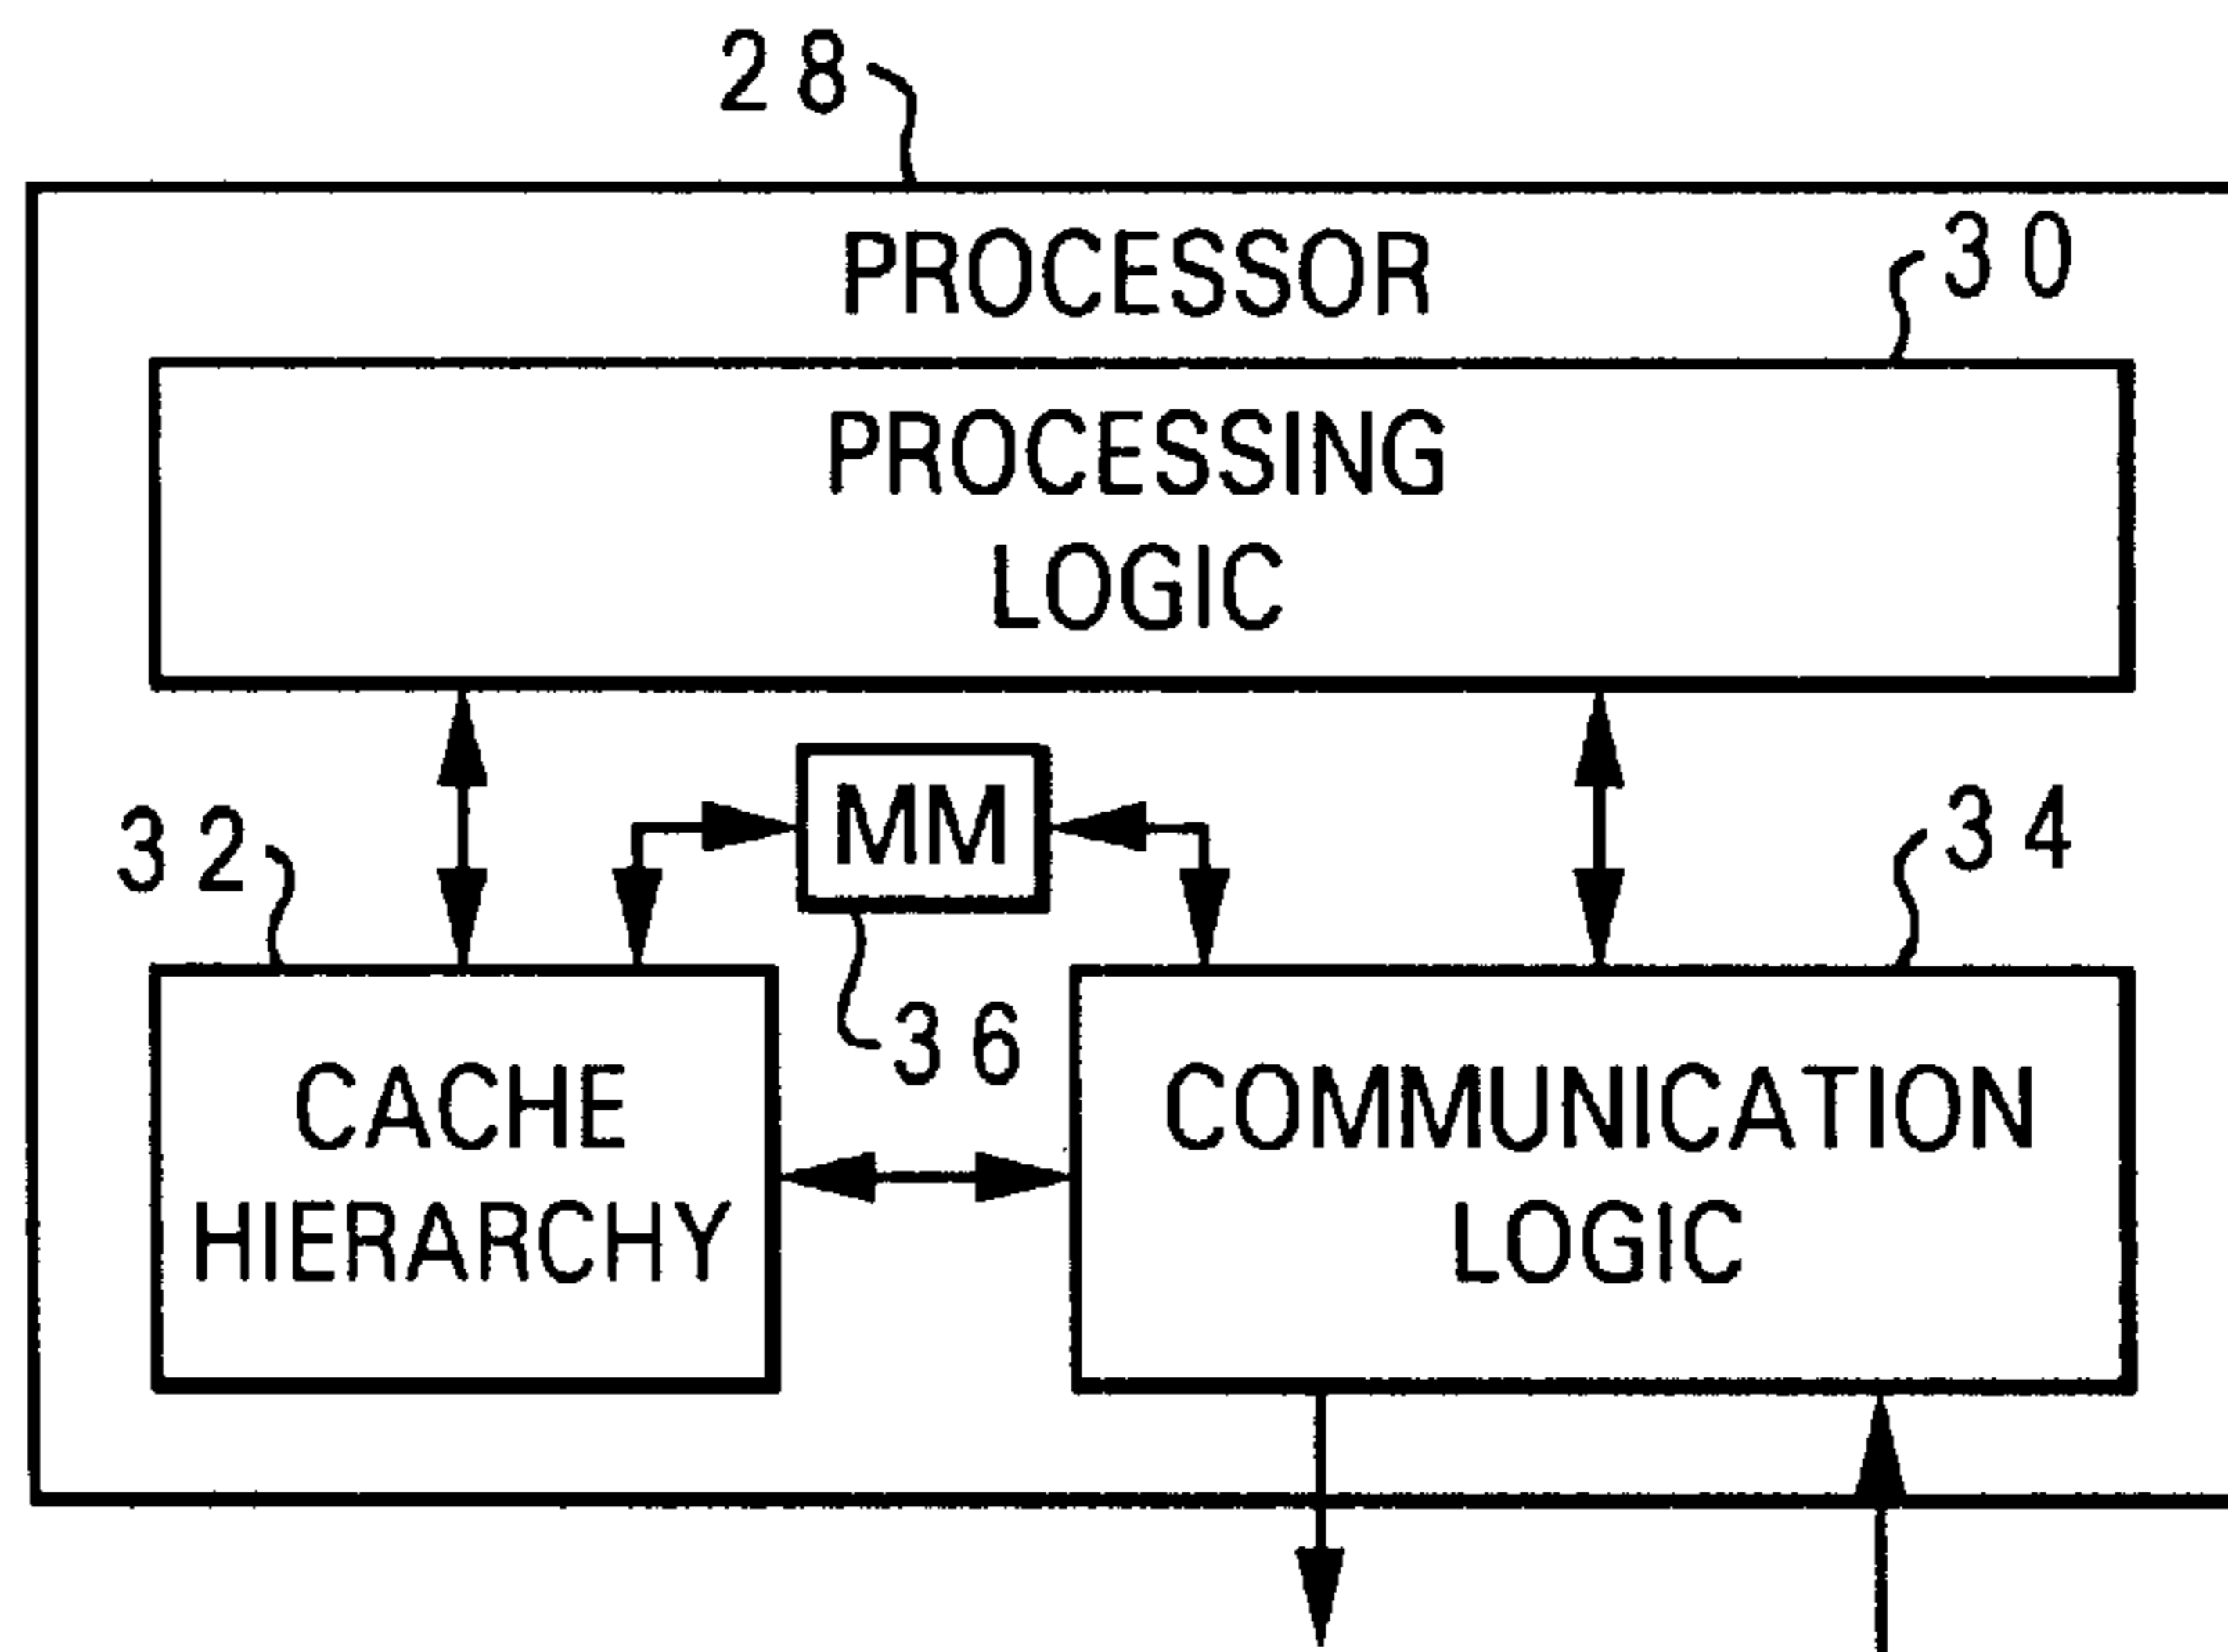 28
PROCESSOR
30
PROCESSING
LOGIC
MM
32
34
36
CACHE
HIERARCHY
COMMUNICATION
LOGIC